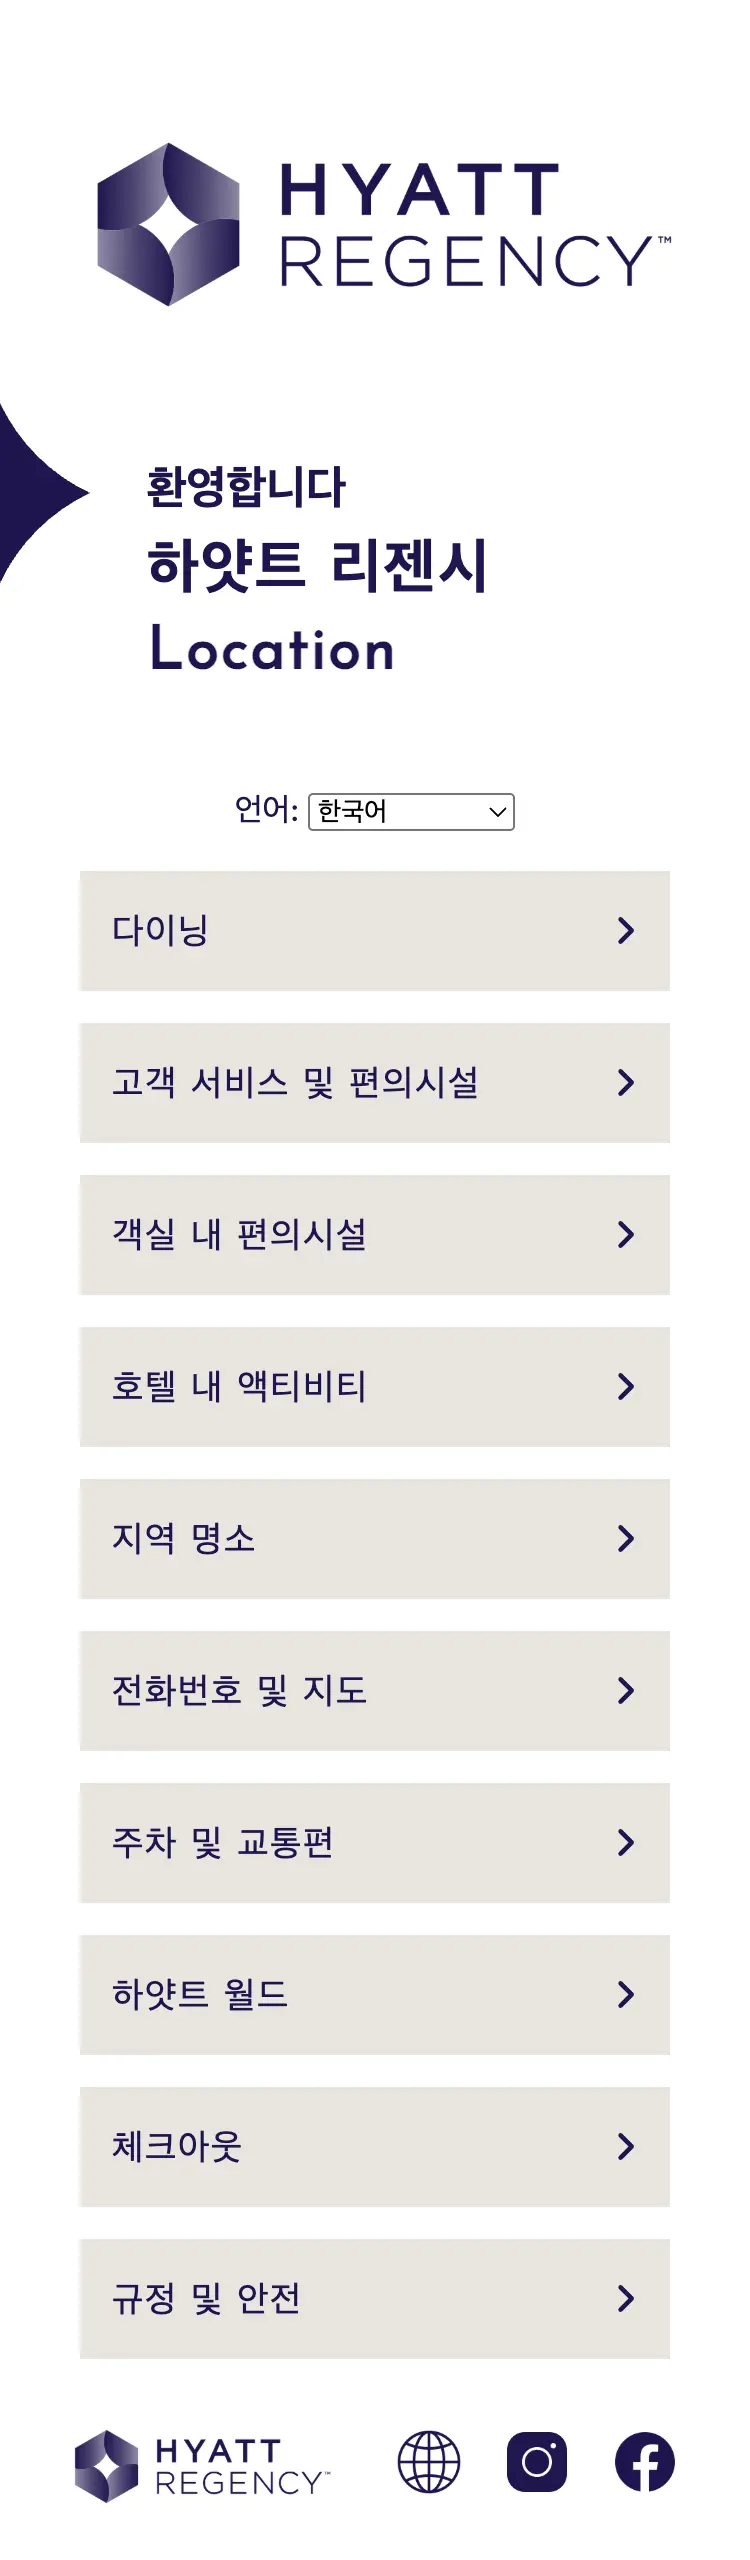 HYATT
REGENCY™
환영합니다
하얏트 리젠시
Location
언어: 한국어
다이닝
고객 서비스 및 편의시설
객실 내 편의시설
호텔 내 액티비티
지역 명소
전화번호 및 지도
주차 및 교통편
하얏트 월드
체크아웃
규정 및 안전
HYATT
REGENCY™